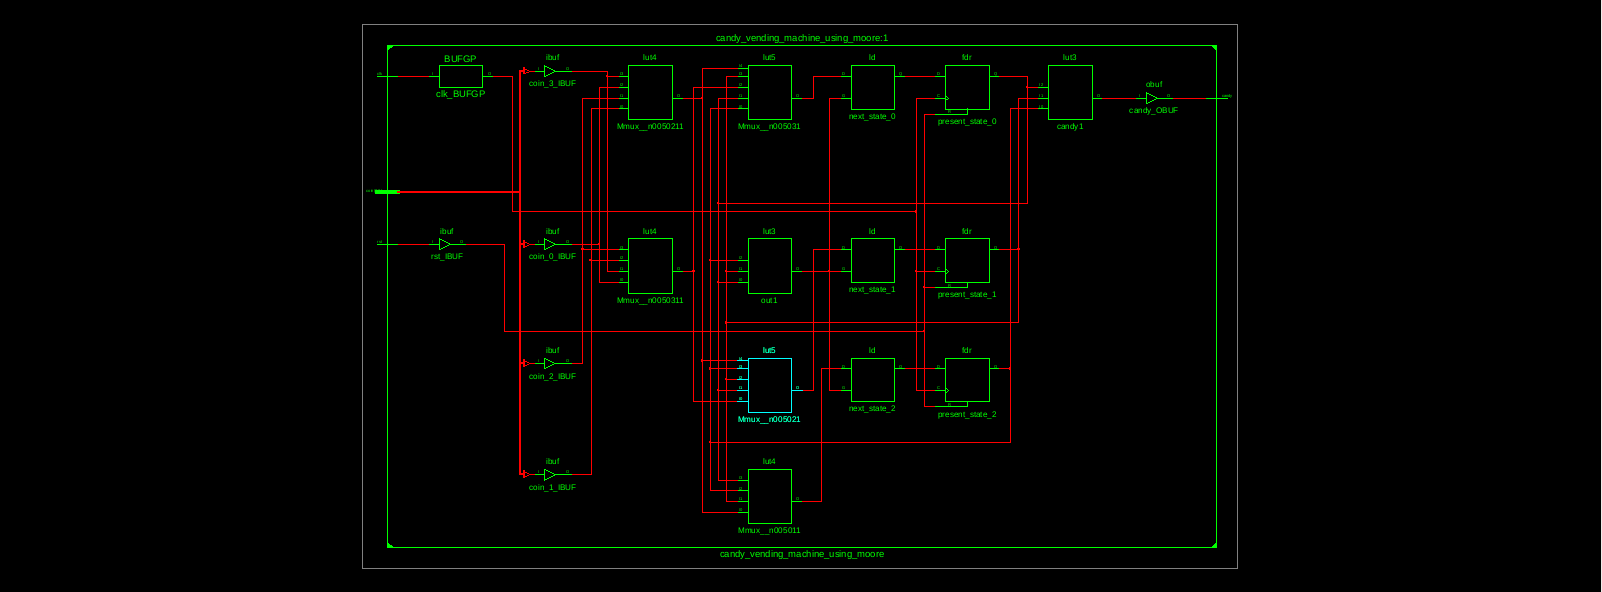 candy_vending_machine_using_moore:1
BUFGP
clk_BUFGP
ibuf
coin_3_IBUF
lut4
Mmux__n0050211
lut5
Mmux__n005031
ld
next_state_0
fdr
present_state_0
lut3
candy1
obuf
candy_OBUF
ibuf
rst_IBUF
ibuf
coin_0_IBUF
lut4
Mmux__n0050311
lut3
out1
ld
next_state_1
fdr
present_state_1
ibuf
coin_2_IBUF
lut5
Mmux__n005021
ld
next_state_2
fdr
present_state_2
ibuf
coin_1_IBUF
lut4
Mmux__n005011
candy_vending_machine_using_moore